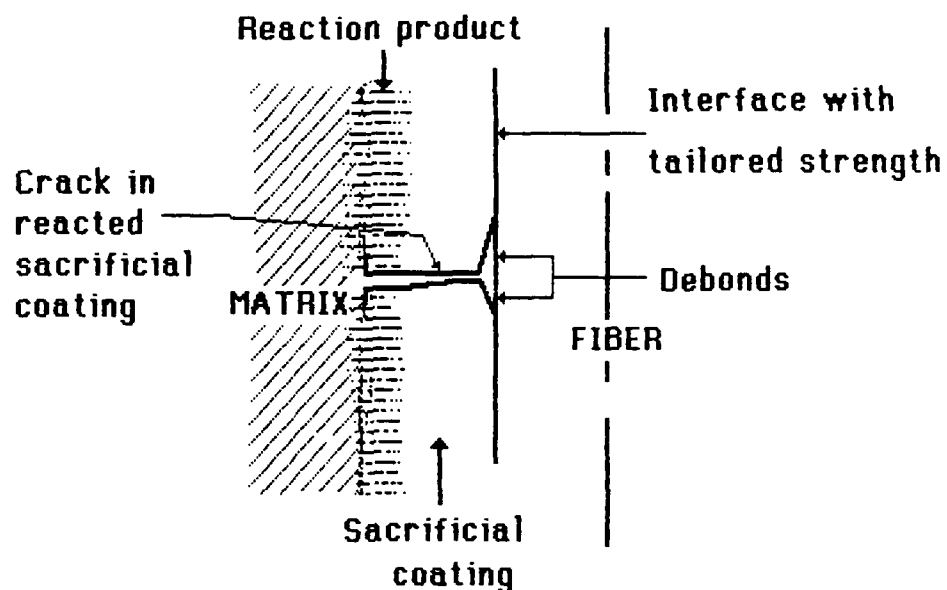 Reaction product
Interface with
tailored strength
Crack in
reacted
sacrificial
coating
MATRIX
Debonds
FIBER
Sacrificial
coating